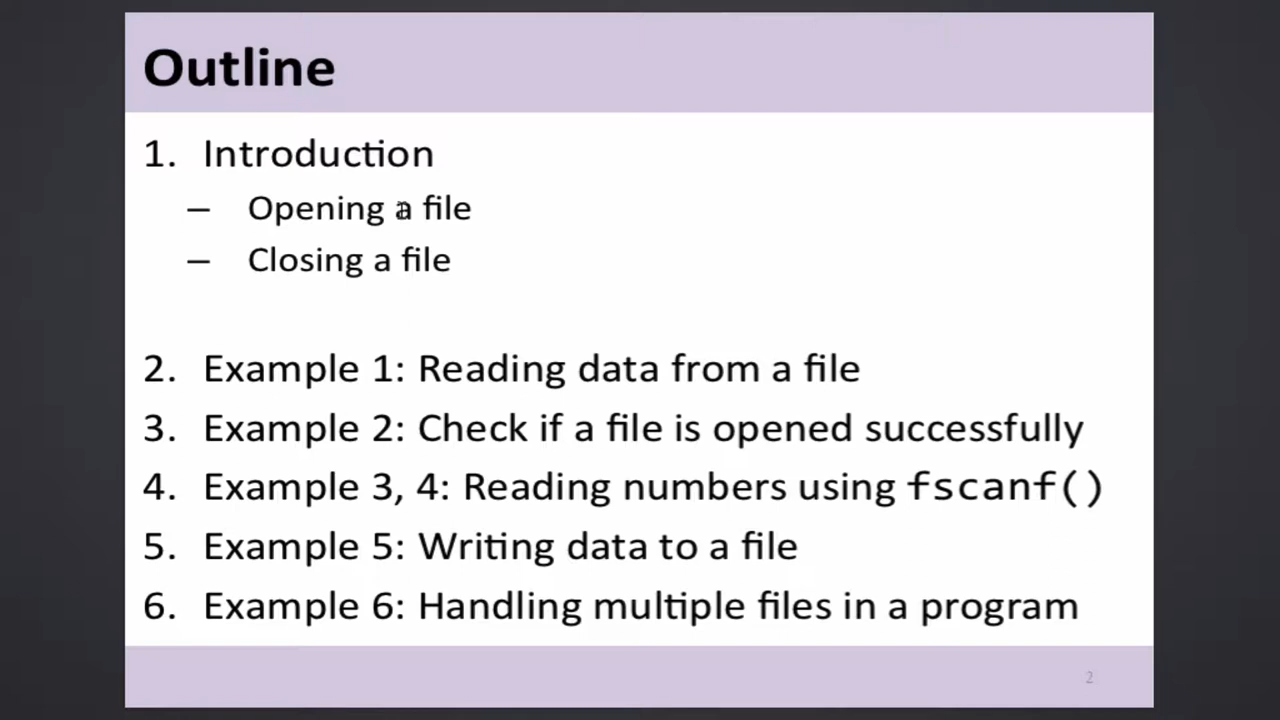 Outline
1. Introduction
– Opening a file
– Closing a file
2. Example 1: Reading data from a file
3. Example 2: Check if a file is opened successfully
4. Example 3, 4: Reading numbers using fscanf()
5. Example 5: Writing data to a file
6. Example 6: Handling multiple files in a program
2